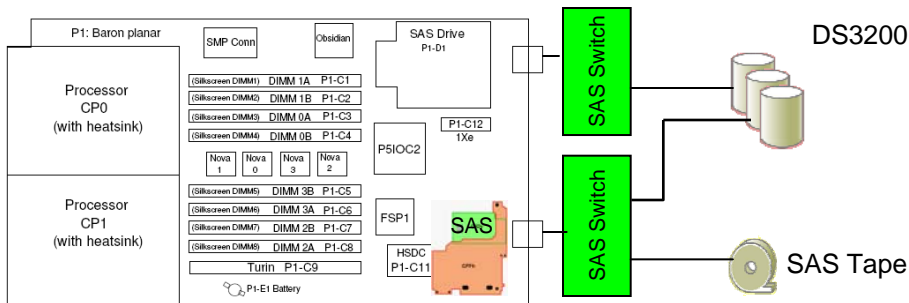 P1: Baron planar
SMP Conn
Obsidian
SAS Drive
P1-D1
SAS Switch
DS3200
Processor
CP0
(with heatsink)
(Silkscreen DIMM1) DIMM 1A P1-C1
(Silkscreen DIMM2) DIMM 1B P1-C2
(Silkscreen DIMM3) DIMM 0A P1-C3
(Silkscreen DIMM4) DIMM 0B P1-C4
P1-C12
1Xe
P5IOC2
Nova
1
Nova
0
Nova
3
Nova
2
Processor
CP1
(with heatsink)
(Silkscreen DIMM5) DIMM 3B P1-C5
(Silkscreen DIMM6) DIMM 3A P1-C6
(Silkscreen DIMM7) DIMM 2B P1-C7
(Silkscreen DIMM8) DIMM 2A P1-C8
Turin P1-C9
P1-E1 Battery
FSP1
HSDC
P1-C11
SAS
SAS Switch
SAS Tape